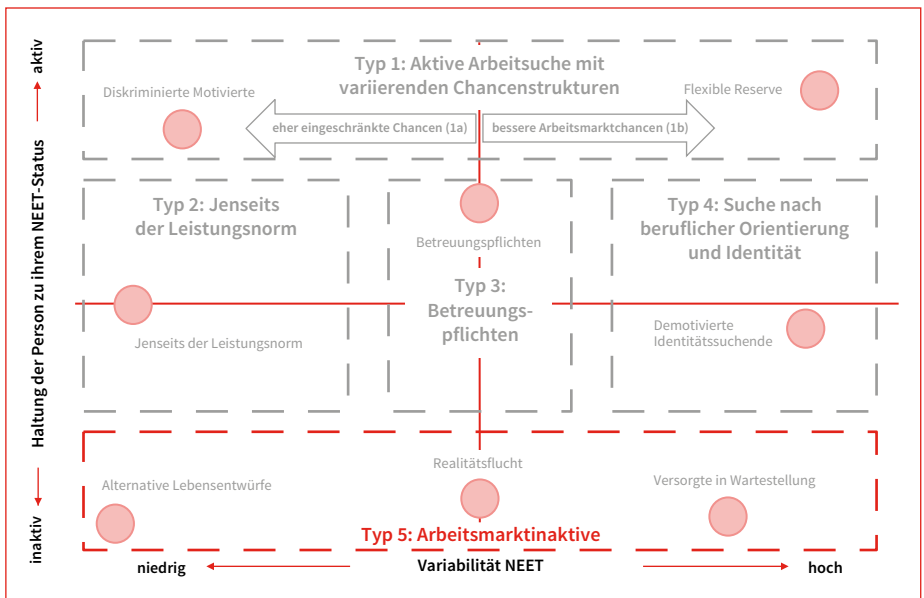 Haltung der Person zu ihrem NEET-Status
aktiv
inaktiv
Typ 1: Aktive Arbeitsuche mit
variierenden Chancenstrukturen
Diskriminierte Motivierte
Flexible Reserve
eher eingeschränkte Chancen (1a)
bessere Arbeitsmarktchancen (1b)
Typ 2: Jenseits
der Leistungsnorm
Jenseits der Leistungsnorm
Betreuungspflichten
Typ 3:
Betreuungs-
pflichten
Typ 4: Suche nach
beruflicher Orientierung
und Identität
Demotivierte
Identitätssuchende
Alternative Lebensentwürfe
Realitätsflucht
Versorgte in Wartestellung
Typ 5: Arbeitsmarktinaktive
niedrig
Variabilität NEET
hoch